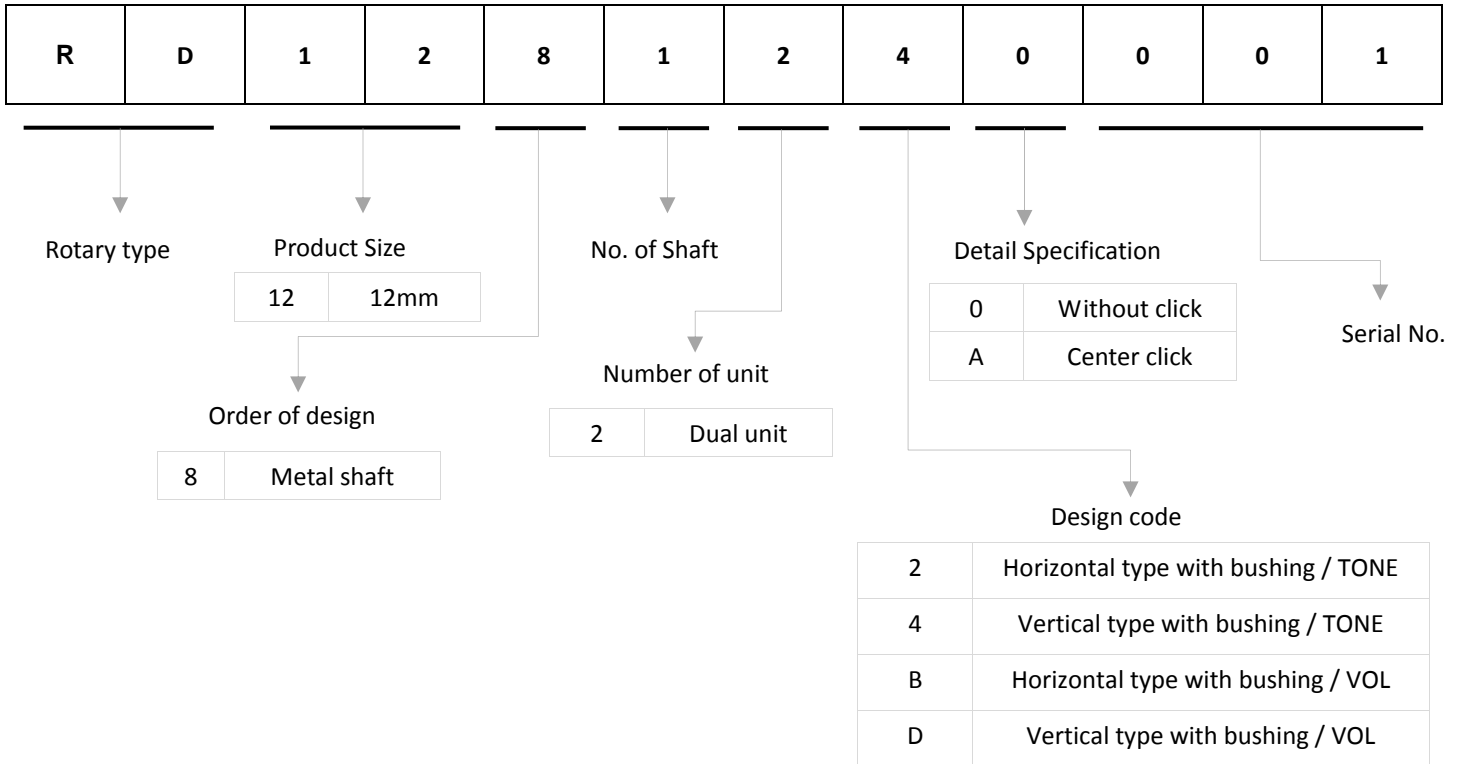 R D 1 2 8 1 2 4 0 0 0 1
Rotary type
Product Size
12 12mm
Order of design
8 Metal shaft
No. of Shaft
Number of unit
2 Dual unit
Detail Specification
0 Without click
A Center click
Serial No.
Design code
2 Horizontal type with bushing / TONE
4 Vertical type with bushing / TONE
B Horizontal type with bushing / VOL
D Vertical type with bushing / VOL